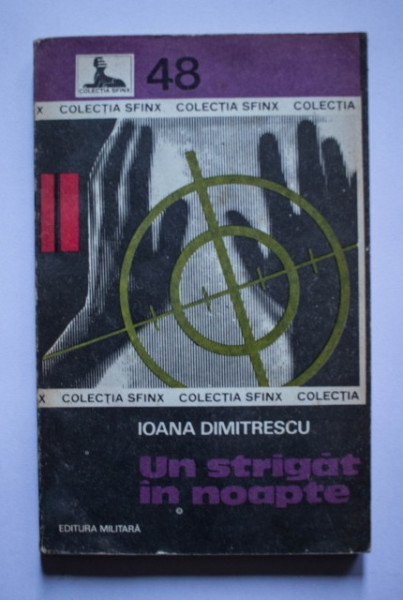 COLECȚIA SFINX
48
X COLECȚIA SFINX COLECȚIA SFINX COLECȚIA
II
X COLECȚIA SFINX COLECȚIA SFINX COLECȚIA
IOANA DIMITRESCU
Un strigăt
în noapte
EDITURA MILITARĂ